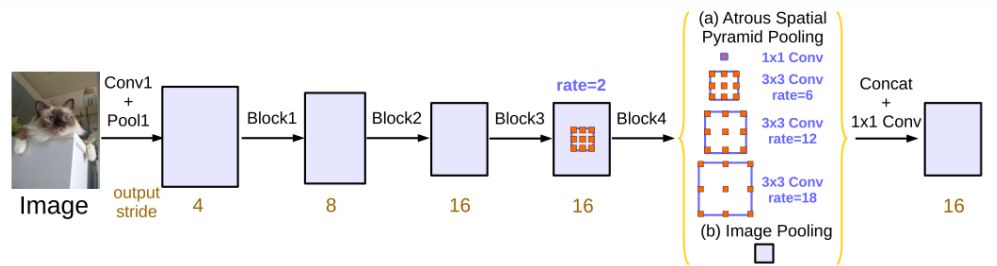 (a) Atrous Spatial
Pyramid Pooling
1x1 Conv
3x3 Conv
rate=6
3x3 Conv
rate=12
3x3 Conv
rate=18
(b) Image Pooling
Conv1
+
Pool1
Block1
Block2
Block3
rate=2
Block4
Concat
+
1x1 Conv
Image
output
stride
4
8
16
16
16